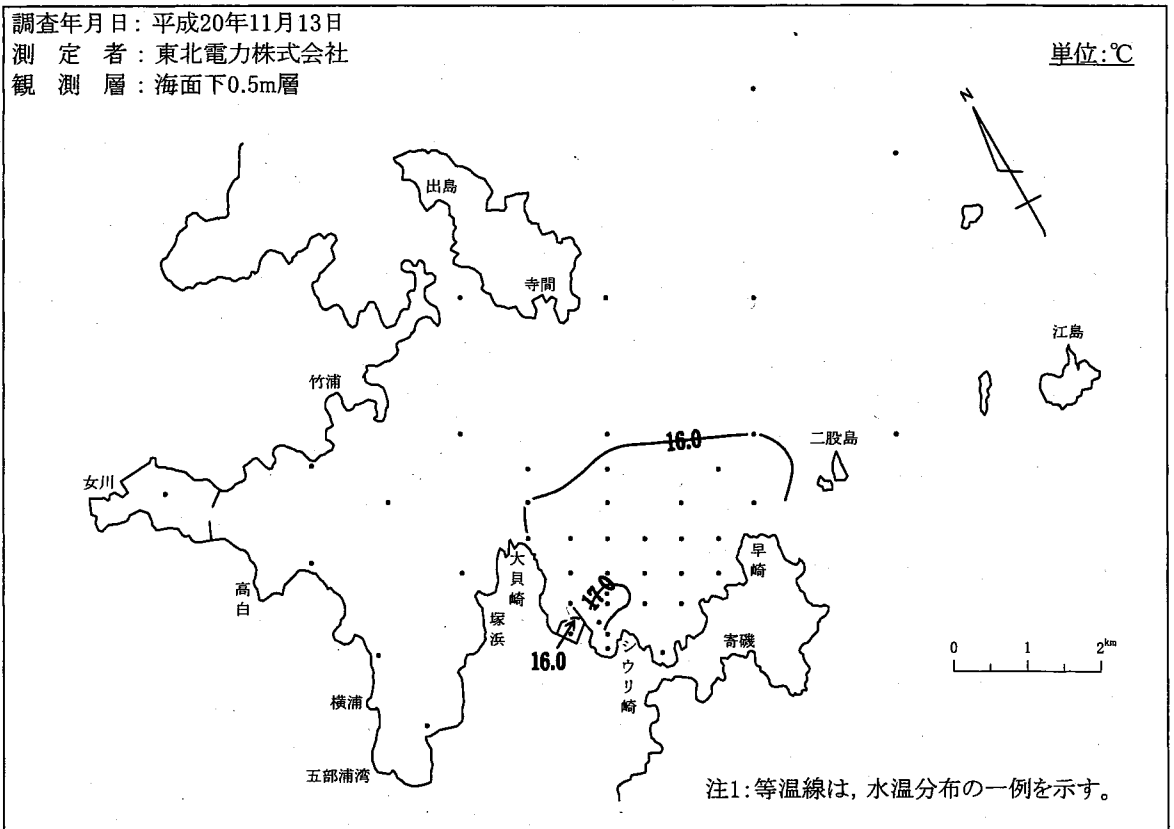 調査年月日：平成20年11月13日
測定者：東北電力株式会社
観測層：海面下0.5m層
単位:℃
N
出島
寺間
江島
竹浦
16.0
二股島
女川
早崎
大貝崎
高白
17.0
塚浜
16.0
シウリ崎
寄磯
0 1 2km
横浦
五部浦湾
注1:等温線は，水温分布の一例を示す。